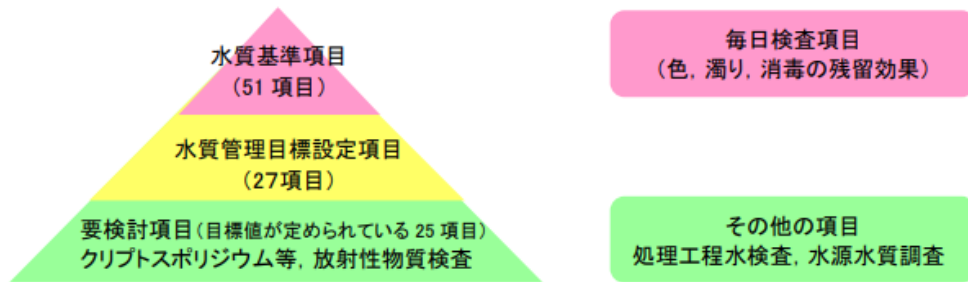 水質基準項目
(51 項目)
水質管理目標設定項目
(27項目)
要検討項目(目標値が定められている 25 項目)
クリプトスポリジウム等, 放射性物質検査
毎日検査項目
(色, 濁り, 消毒の残留効果)
その他の項目
処理工程水検査, 水源水質調査